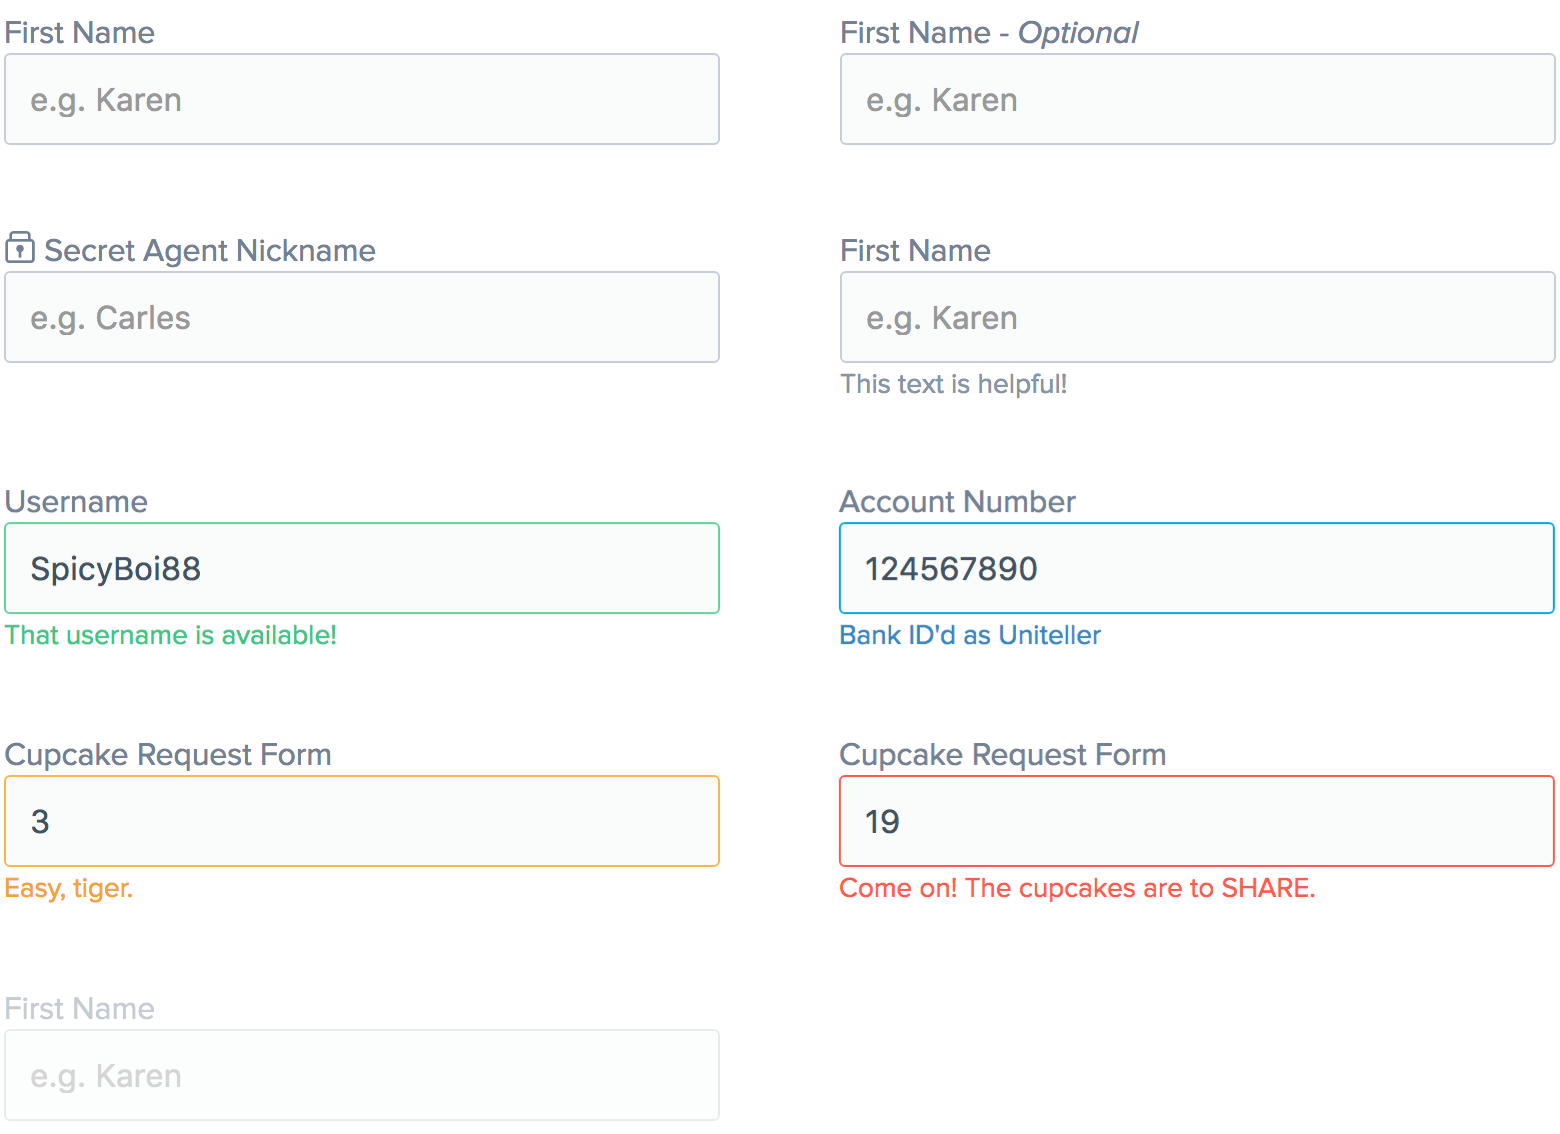 First Name
e.g. Karen
First Name - Optional
e.g. Karen
Secret Agent Nickname
e.g. Carles
First Name
e.g. Karen
This text is helpful!
Username
SpicyBoi88
That username is available!
Account Number
124567890
Bank ID'd as Uniteller
Cupcake Request Form
3
Easy, tiger.
Cupcake Request Form
19
Come on! The cupcakes are to SHARE.
First Name
e.g. Karen